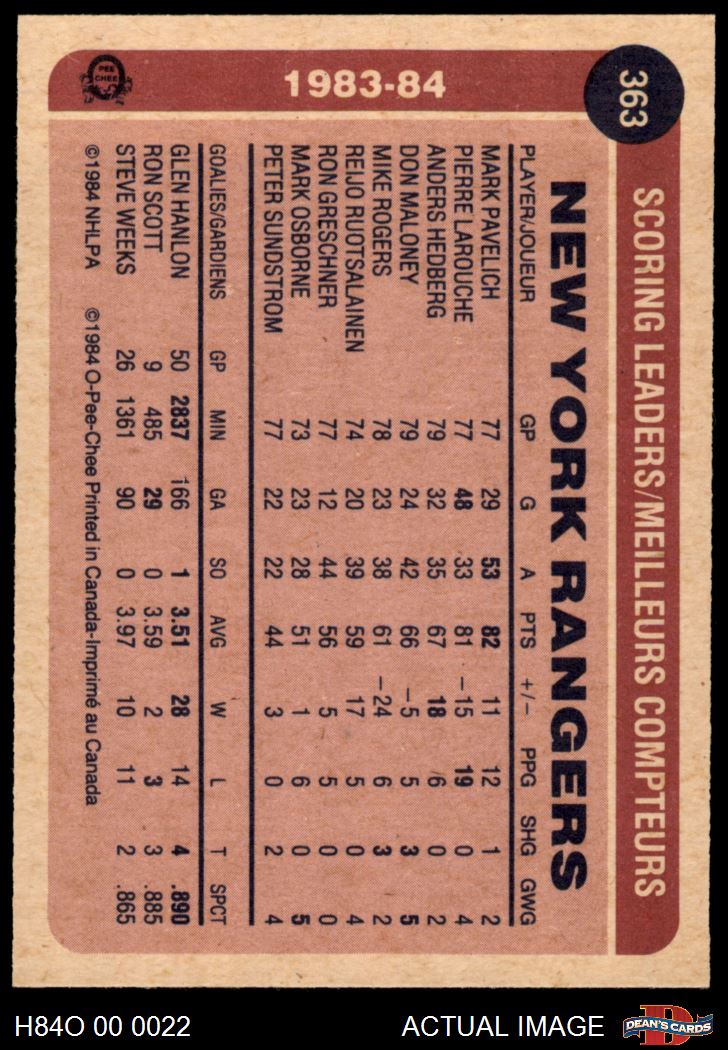 363
SCORING LEADERS/MEILLEURS COMPTEURS
1983-84
PEE
CHEE
NEW YORK RANGERS
PLAYER/JOUEUR GP G A PTS +/– PPG SHG GWG
MARK PAVELICH 77 29 53 82 11 12 1 2
PIERRE LAROUCHE 77 48 33 81 –15 19 0 4
ANDERS HEDBERG 79 32 35 67 18 6 0 2
DON MALONEY 79 24 42 66 –5 5 3 5
MIKE ROGERS 78 23 38 61 –24 6 3 2
REIJO RUOTSALAINEN 74 20 39 59 17 5 0 4
RON GRESCHNER 77 12 44 56 5 5 0 0
MARK OSBORNE 73 23 28 51 1 6 0 5
PETER SUNDSTROM 77 22 22 44 3 0 2 4
GOALIES/GARDIENS GP MIN GA SO AVG W L T SPCT
GLEN HANLON 50 2837 166 1 3.51 28 14 4 .890
RON SCOTT 9 485 29 0 3.59 2 3 3 .885
STEVE WEEKS 26 1361 90 0 3.97 10 11 2 .865
©1984 NHLPA ©1984 O-Pee-Chee Printed in Canada-Imprimé au Canada
H84O 00 0022 ACTUAL IMAGE
D
DEAN'S CARDS